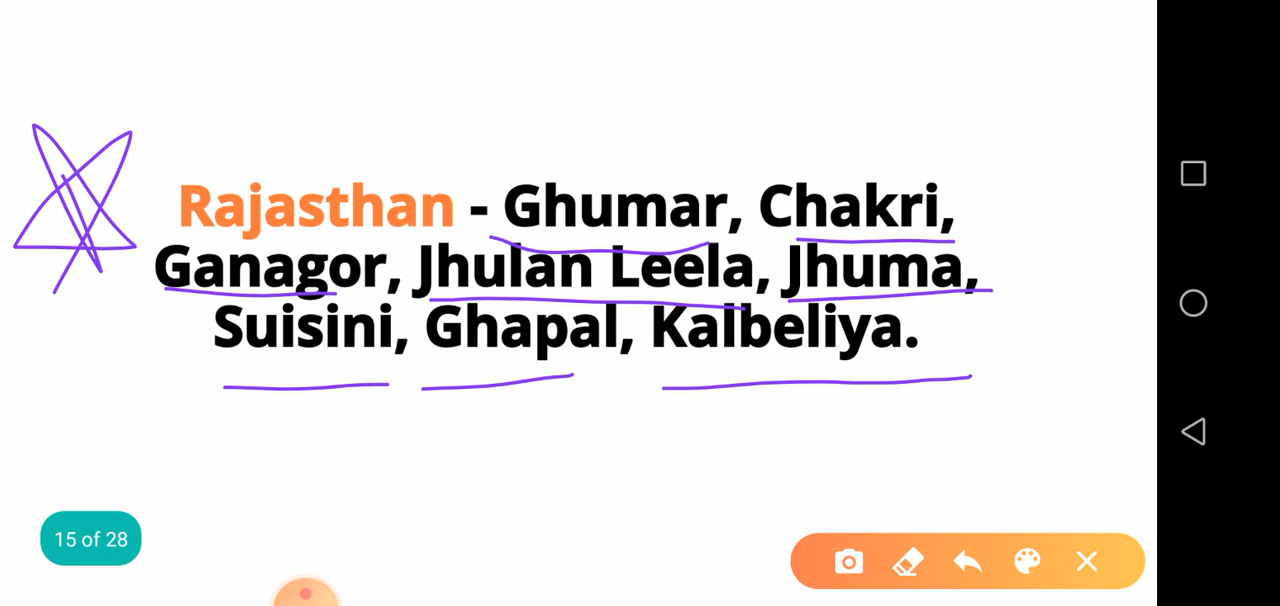 Rajasthan - Ghumar, Chakri,
Ganagor, Jhulan Leela, Jhuma,
Suisini, Ghapal, Kalbeliya.
15 of 28